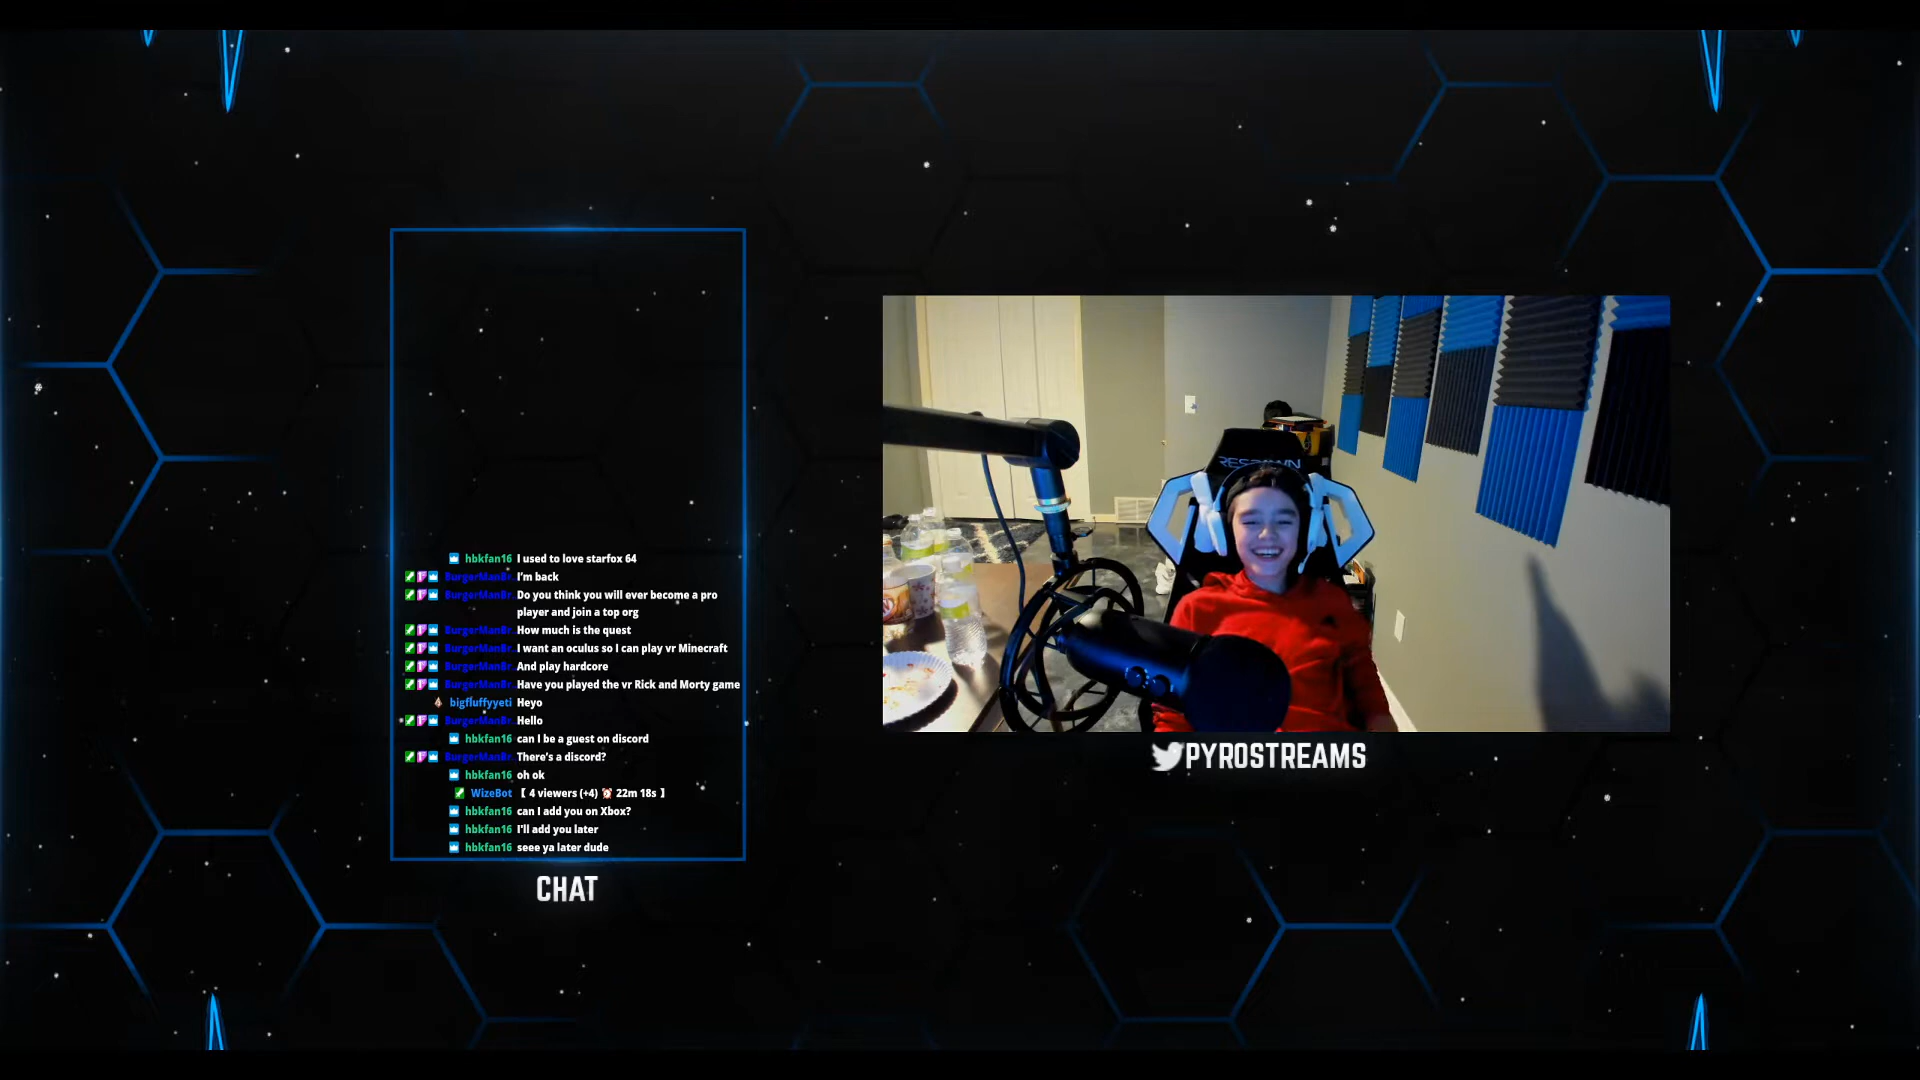 hbkfan16 I used to love starfox 64
BurgerManBr. I'm back
BurgerManBr. Do you think you will ever become a pro
player and join a top org
BurgerManBr. How much is the quest
BurgerManBr. I want an oculus so I can play vr Minecraft
BurgerManBr. And play hardcore
BurgerManBr. Have you played the vr Rick and Morty game
bigfluffyyeti Heyo
BurgerManBr. Hello
hbkfan16 can I be a guest on discord
BurgerManBr. There's a discord?
hbkfan16 oh ok
WizeBot 【 4 viewers (+4) ⏰ 22m 18s 】
hbkfan16 can I add you on Xbox?
hbkfan16 I'll add you later
hbkfan16 seee ya later dude
CHAT
RESPAWN
PYROSTREAMS